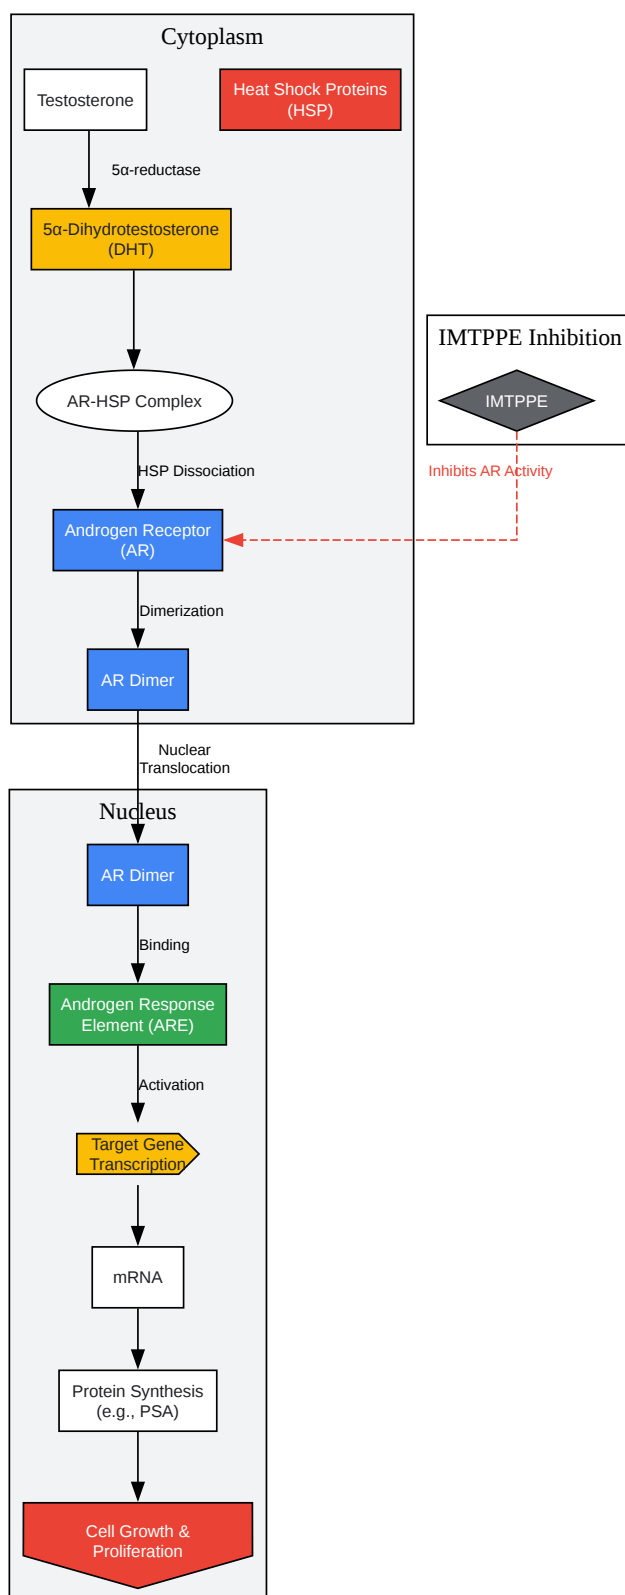 Cytoplasm
Testosterone
Heat Shock Proteins
(HSP)
5α-reductase
5α-Dihydrotestosterone
(DHT)
IMTPPE Inhibition
AR-HSP Complex
IMTPPE
HSP Dissociation
Inhibits AR Activity
Androgen Receptor
(AR)
Dimerization
AR Dimer
Nuclear
Translocation
Nucleus
AR Dimer
Binding
Androgen Response
Element (ARE)
Activation
Target Gene
Transcription
mRNA
Protein Synthesis
(e.g., PSA)
Cell Growth &
Proliferation